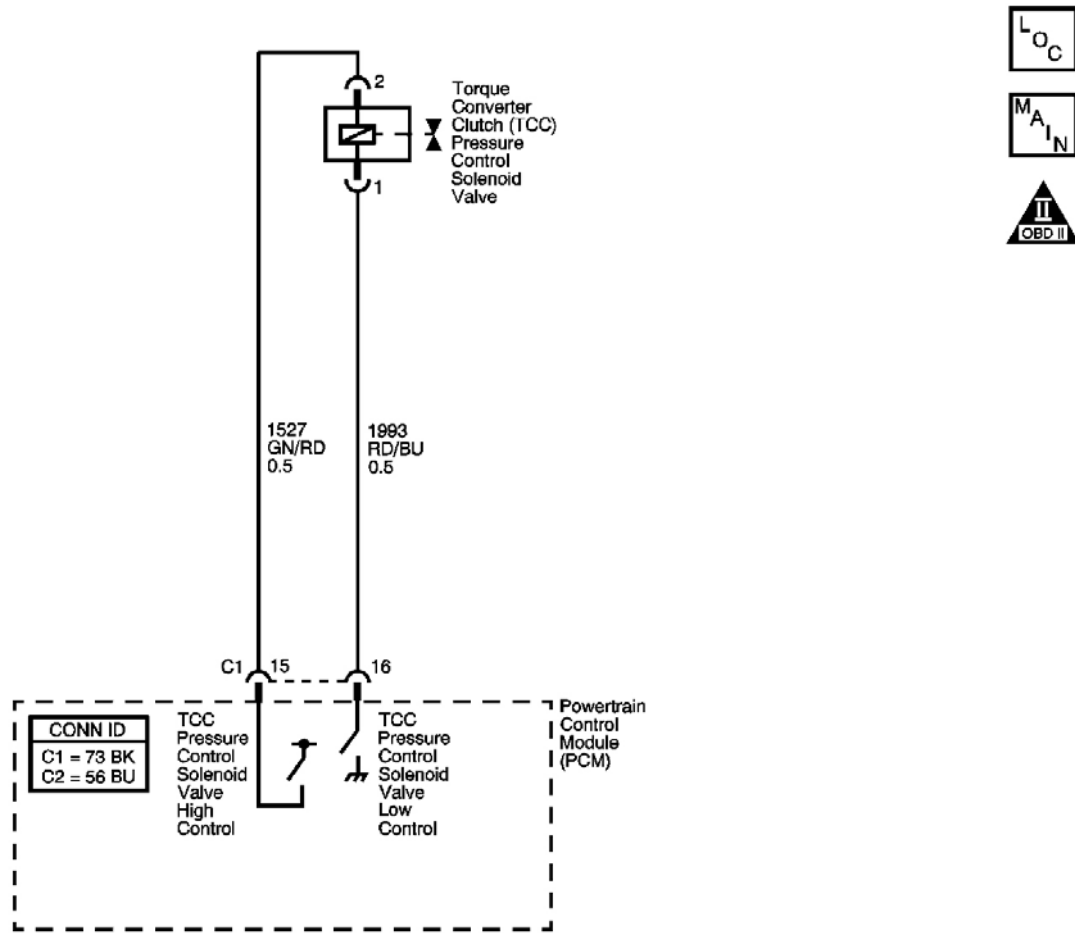 L O C
2
Torque
Converter
Clutch (TCC)
Pressure
Control
Solenoid
Valve
M A I N
1
II
OBD II
1527
GN/RD
0.5
1993
RD/BU
0.5
C1 15
16
CONN ID
C1 = 73 BK
C2 = 56 BU
TCC
Pressure
Control
Solenoid
Valve
High
Control
TCC
Pressure
Control
Solenoid
Valve
Low
Control
Powertrain
Control
Module
(PCM)